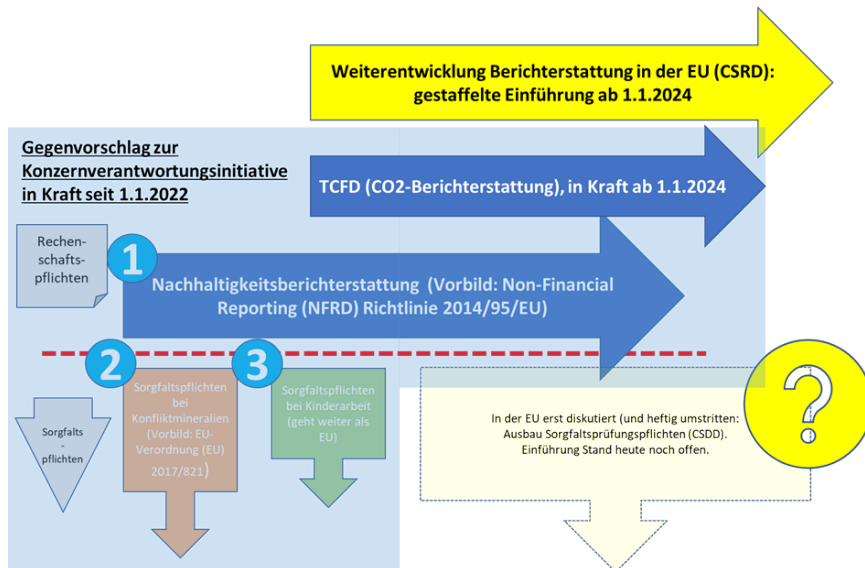 Weiterentwicklung Berichterstattung in der EU (CSRD):
gestaffelte Einführung ab 1.1.2024
Gegenvorschlag zur
Konzernverantwortungsinitiative
in Kraft seit 1.1.2022
TCFD (CO2-Berichterstattung), in Kraft ab 1.1.2024
Rechen-
schafts-
pflichten
1
Nachhaltigkeitsberichterstattung (Vorbild: Non-Financial
Reporting (NFRD) Richtlinie 2014/95/EU)
2
3
Sorgfalts
-
pflichten
Sorgfaltspflichten
bei
Konfliktmineralien
(Vorbild: EU-
Verordnung (EU)
2017/821)
Sorgfaltspflichten
bei Kinderarbeit
(geht weiter als
EU)
In der EU erst diskutiert (und heftig umstritten:
Ausbau Sorgfaltsprüfungspflichten (CSDD).
Einführung Stand heute noch offen.
?